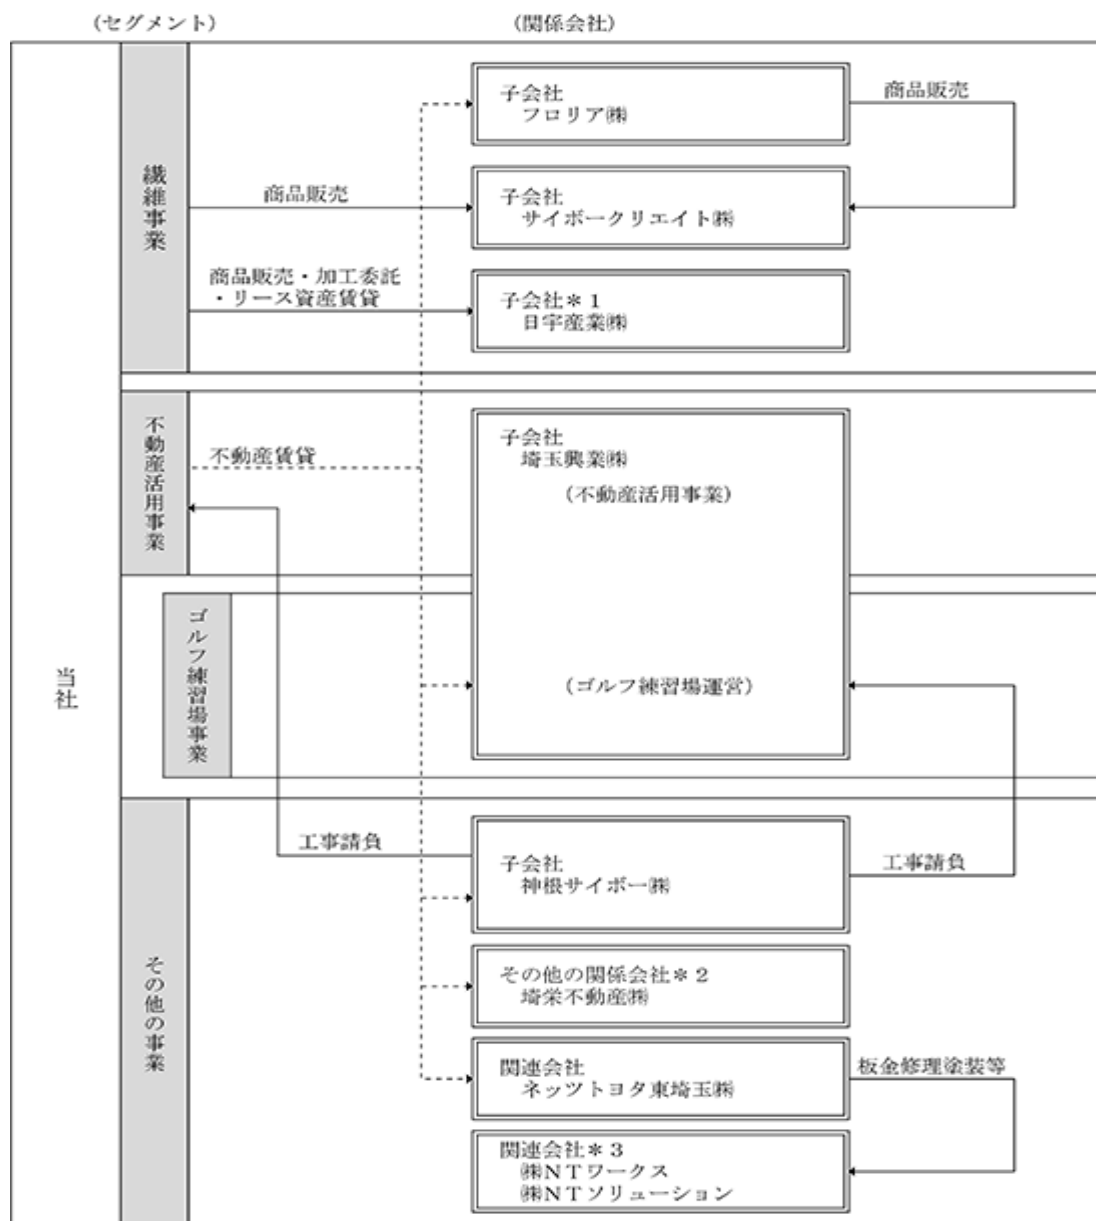 (セグメント)
(関係会社)
当社
繊維事業
子会社
フロリア㈱
商品販売
商品販売
子会社
サイボークリエイト㈱
商品販売・加工委託
・リース資産賃貸
子会社＊１
日宇産業㈱
不動産活用事業
不動産賃貸
子会社
埼玉興業㈱
(不動産活用事業)
ゴルフ練習場事業
(ゴルフ練習場運営)
その他の事業
工事請負
子会社
神根サイボー㈱
工事請負
その他の関係会社＊２
埼栄不動産㈱
関連会社
ネッツトヨタ東埼玉㈱
板金修理塗装等
関連会社＊３
㈱ＮＴワークス
㈱ＮＴソリューション